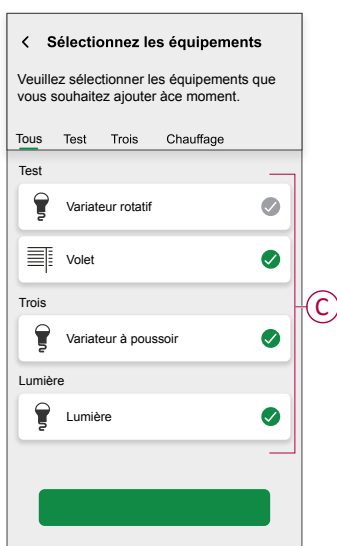 Sélectionnez les équipements
Veuillez sélectionner les équipements que
vous souhaitez ajouter àce moment.
Tous Test Trois Chauffage
Test
Variateur rotatif
Volet
Trois
Variateur à poussoir
Lumière
Lumière
C